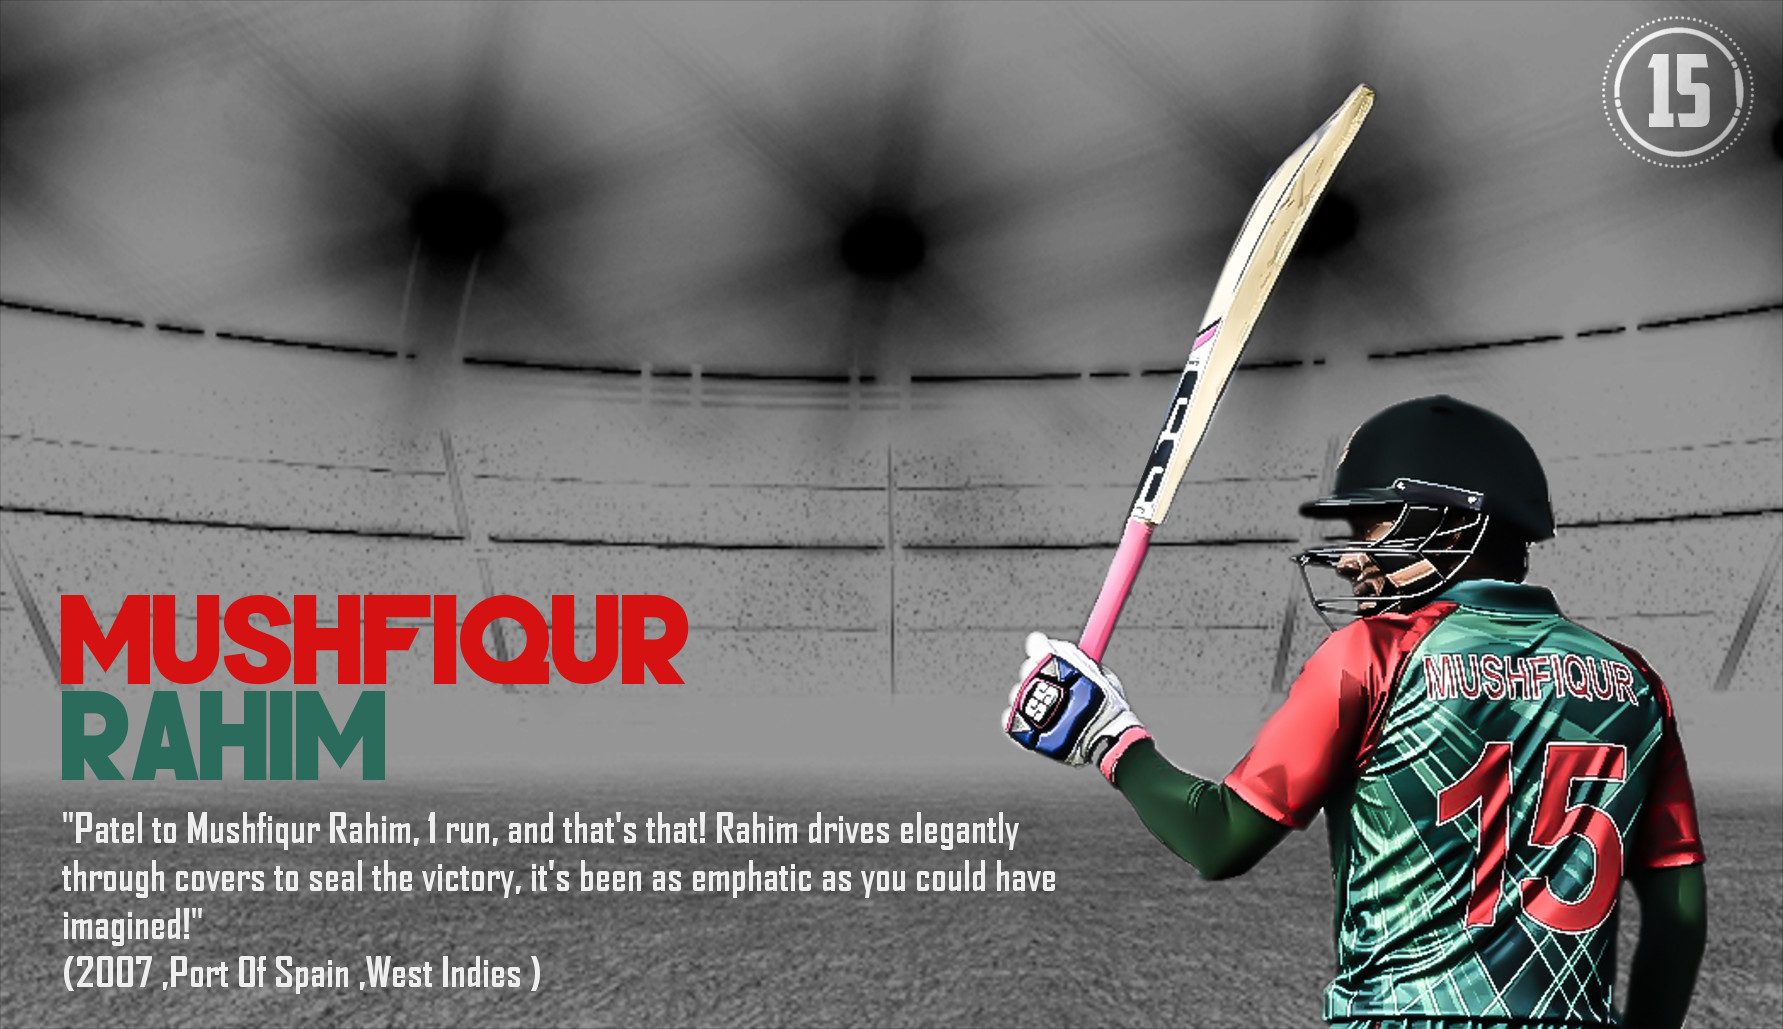 15
MUSHFIQUR
RAHIM
"Patel to Mushfiqur Rahim, 1 run, and that's that! Rahim drives elegantly
through covers to seal the victory, it's been as emphatic as you could have
imagined!"
(2007 ,Port Of Spain ,West Indies )
MUSHFIQUR
15
SS